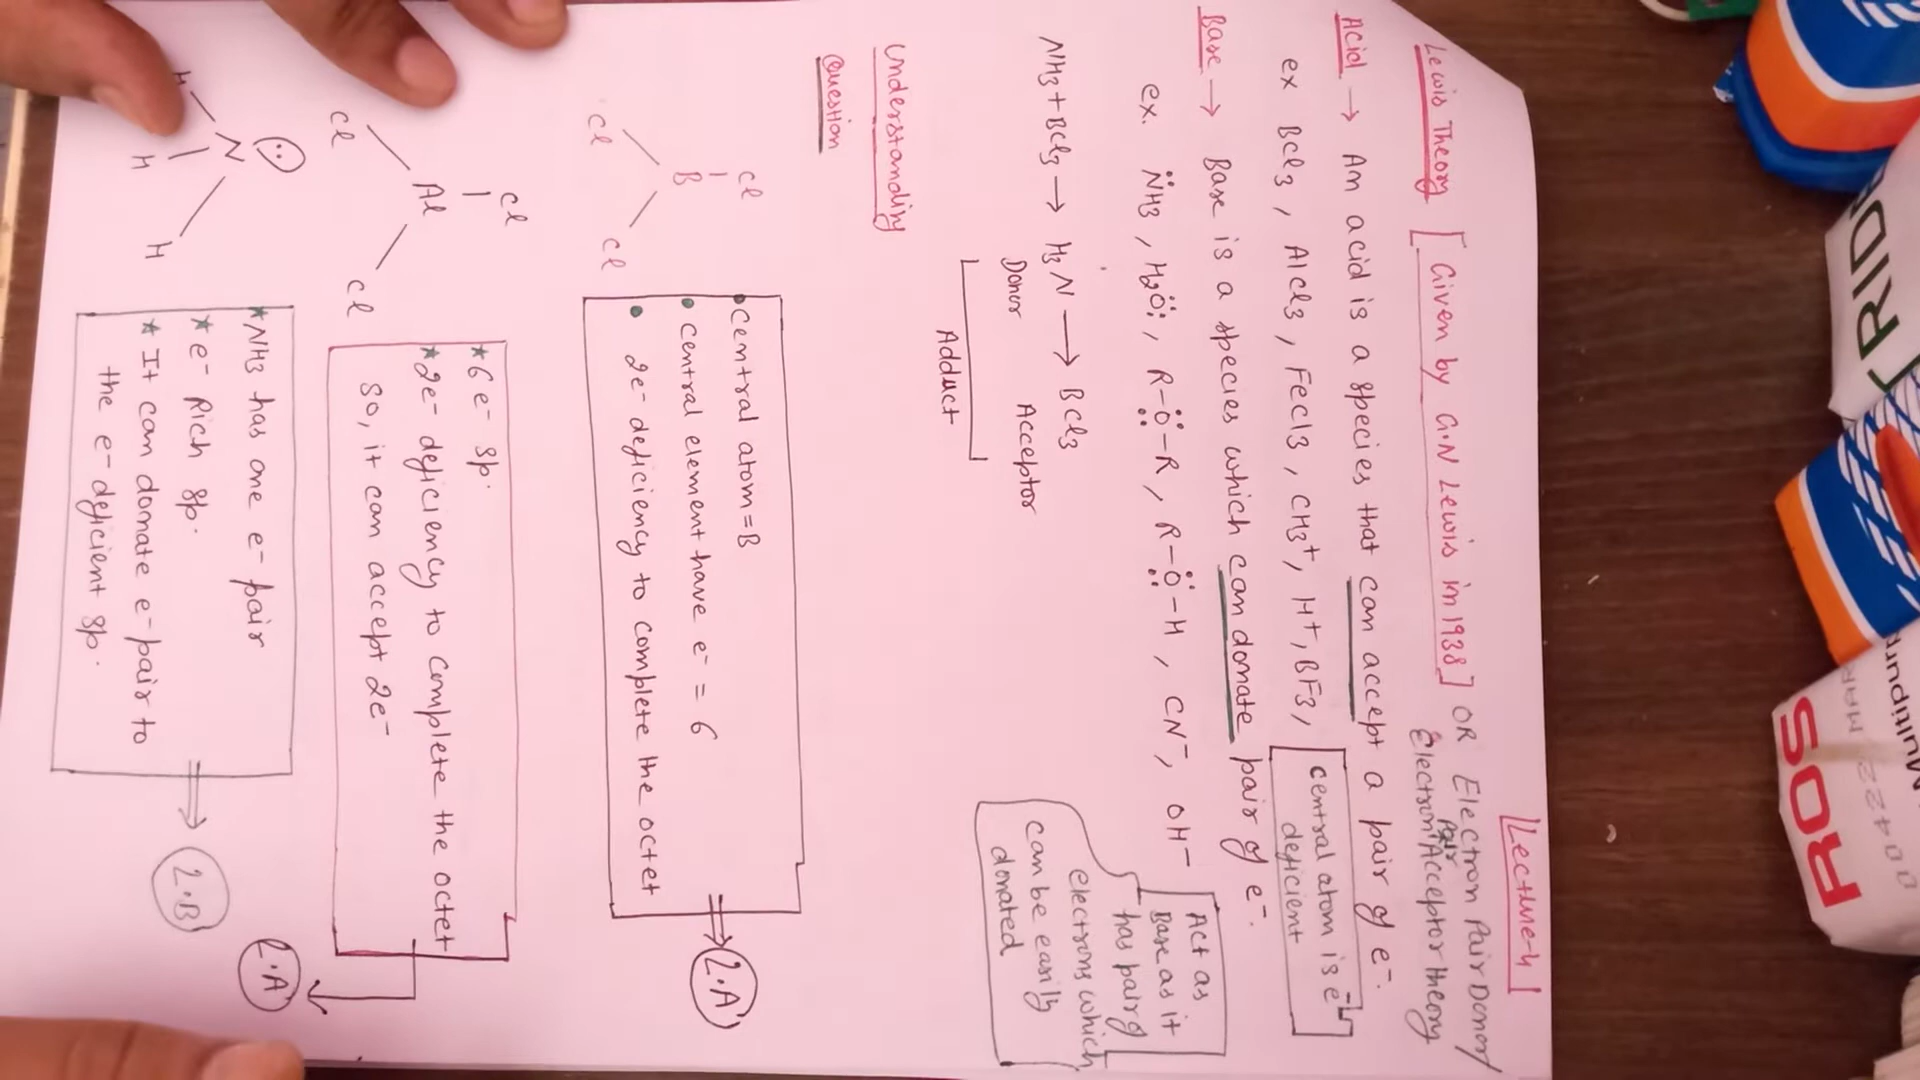 Lecture-4
Lewis Theory [Given by G.N Lewis in 1938] OR Electron Pair Donor/
Electron Pair Acceptor theory
Acid → An acid is a species that can accept a pair of e-.
ex BCl3, AlCl3, FeCl3, CH3+, H+, BF3, central atom is e-
deficient
Base → Base is a species which can donate pair of e-.
ex. N̈H3, H2Ö:, R-Ö-R, R-Ö-H, CN-, OH-
Act as
Base as it
has pair of
electrons which
can be easily
donated
NH3 + BCl3 → H3N → BCl3
Donor Acceptor
Adduct
Understanding
Question
Cl
B
Cl Cl
• central atom = B
• central element have e- = 6
• 2e- deficiency to complete the octet
⇒ L.A
Cl
Al
Cl Cl
* 6e- sp.
* 2e- deficiency to complete the octet
so, it can accept 2e-
L.A
N
H H H
* NH3 has one e- pair
* e- Rich sp.
* It can donate e- pair to
the e- deficient sp.
⇒ L.B
ROS